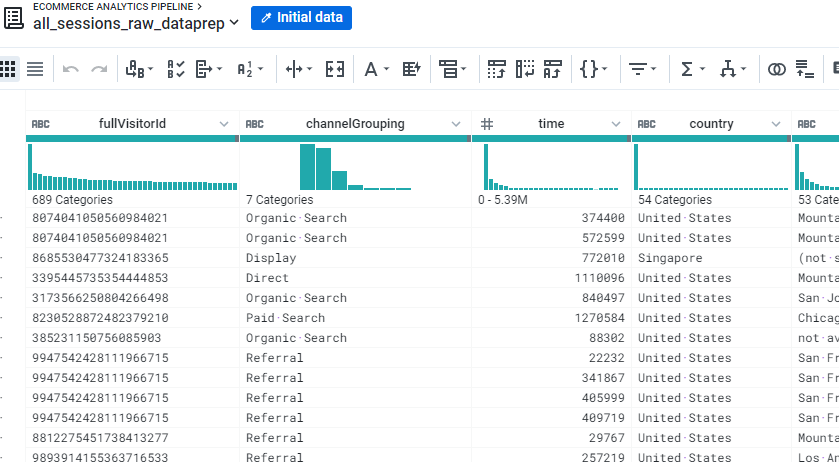 ECOMMERCE ANALYTICS PIPELINE
all_sessions_raw_dataprep
Initial data
ABC fullVisitorId ABC channelGrouping # time ABC country ABC
689 Categories 7 Categories 0 - 5.39M 54 Categories 53 Cate
8074041050560984021 Organic·Search 374400 United·States Mounta
8074041050560984021 Organic·Search 572599 United·States Mounta
8685530477324183365 Display 772010 Singapore (not·s
3395445735354444853 Direct 1110096 United·States Mounta
3173566250804266498 Organic·Search 840497 United·States San·Jo
8230528872482379210 Paid·Search 1270584 United·States Chicag
385231150756085903 Organic·Search 88302 United·States not·av
9947542428111966715 Referral 22232 United·States San·Fr
9947542428111966715 Referral 341867 United·States San·Fr
9947542428111966715 Referral 405999 United·States San·Fr
9947542428111966715 Referral 409719 United·States San·Fr
8812275451738413277 Referral 29767 United·States Mounta
9893914155363716533 Referral 257219 United·States Los·An